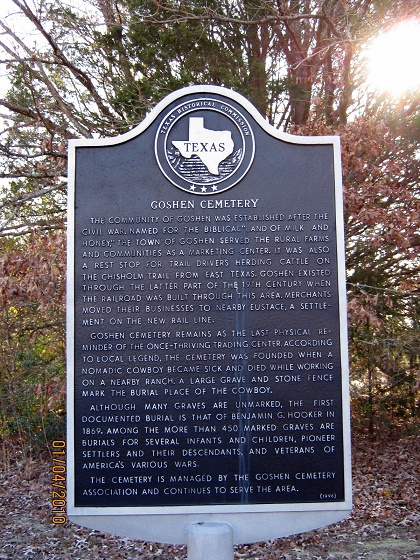 TEXAS HISTORICAL COMMISSION
TEXAS
GOSHEN CEMETERY
THE COMMUNITY OF GOSHEN WAS ESTABLISHED AFTER THE
CIVIL WAR. NAMED FOR THE BIBLICAL "LAND OF MILK AND
HONEY," THE TOWN OF GOSHEN SERVED THE RURAL FARMS
AND COMMUNITIES AS A MARKETING CENTER. IT WAS ALSO
A REST STOP FOR TRAIL DRIVERS HERDING CATTLE ON
THE CHISHOLM TRAIL FROM EAST TEXAS. GOSHEN EXISTED
THROUGH THE LATTER PART OF THE 19TH CENTURY WHEN
THE RAILROAD WAS BUILT THROUGH THIS AREA. MERCHANTS
MOVED THEIR BUSINESSES TO NEARBY EUSTACE, A SETTLE-
MENT ON THE NEW RAIL LINE.
GOSHEN CEMETERY REMAINS AS THE LAST PHYSICAL RE-
MINDER OF THE ONCE-THRIVING TRADING CENTER. ACCORDING
TO LOCAL LEGEND, THE CEMETERY WAS FOUNDED WHEN A
NOMADIC COWBOY BECAME SICK AND DIED WHILE WORKING
ON A NEARBY RANCH. A LARGE GRAVE AND STONE FENCE
MARK THE BURIAL PLACE OF THE COWBOY.
ALTHOUGH MANY GRAVES ARE UNMARKED, THE FIRST
DOCUMENTED BURIAL IS THAT OF BENJAMIN G. HOOKER IN
1869. AMONG THE MORE THAN 450 MARKED GRAVES ARE
BURIALS FOR SEVERAL INFANTS AND CHILDREN, PIONEER
SETTLERS AND THEIR DESCENDANTS, AND VETERANS OF
AMERICA'S VARIOUS WARS.
THE CEMETERY IS MANAGED BY THE GOSHEN CEMETERY
ASSOCIATION AND CONTINUES TO SERVE THE AREA.
(1996)
01/04/2010